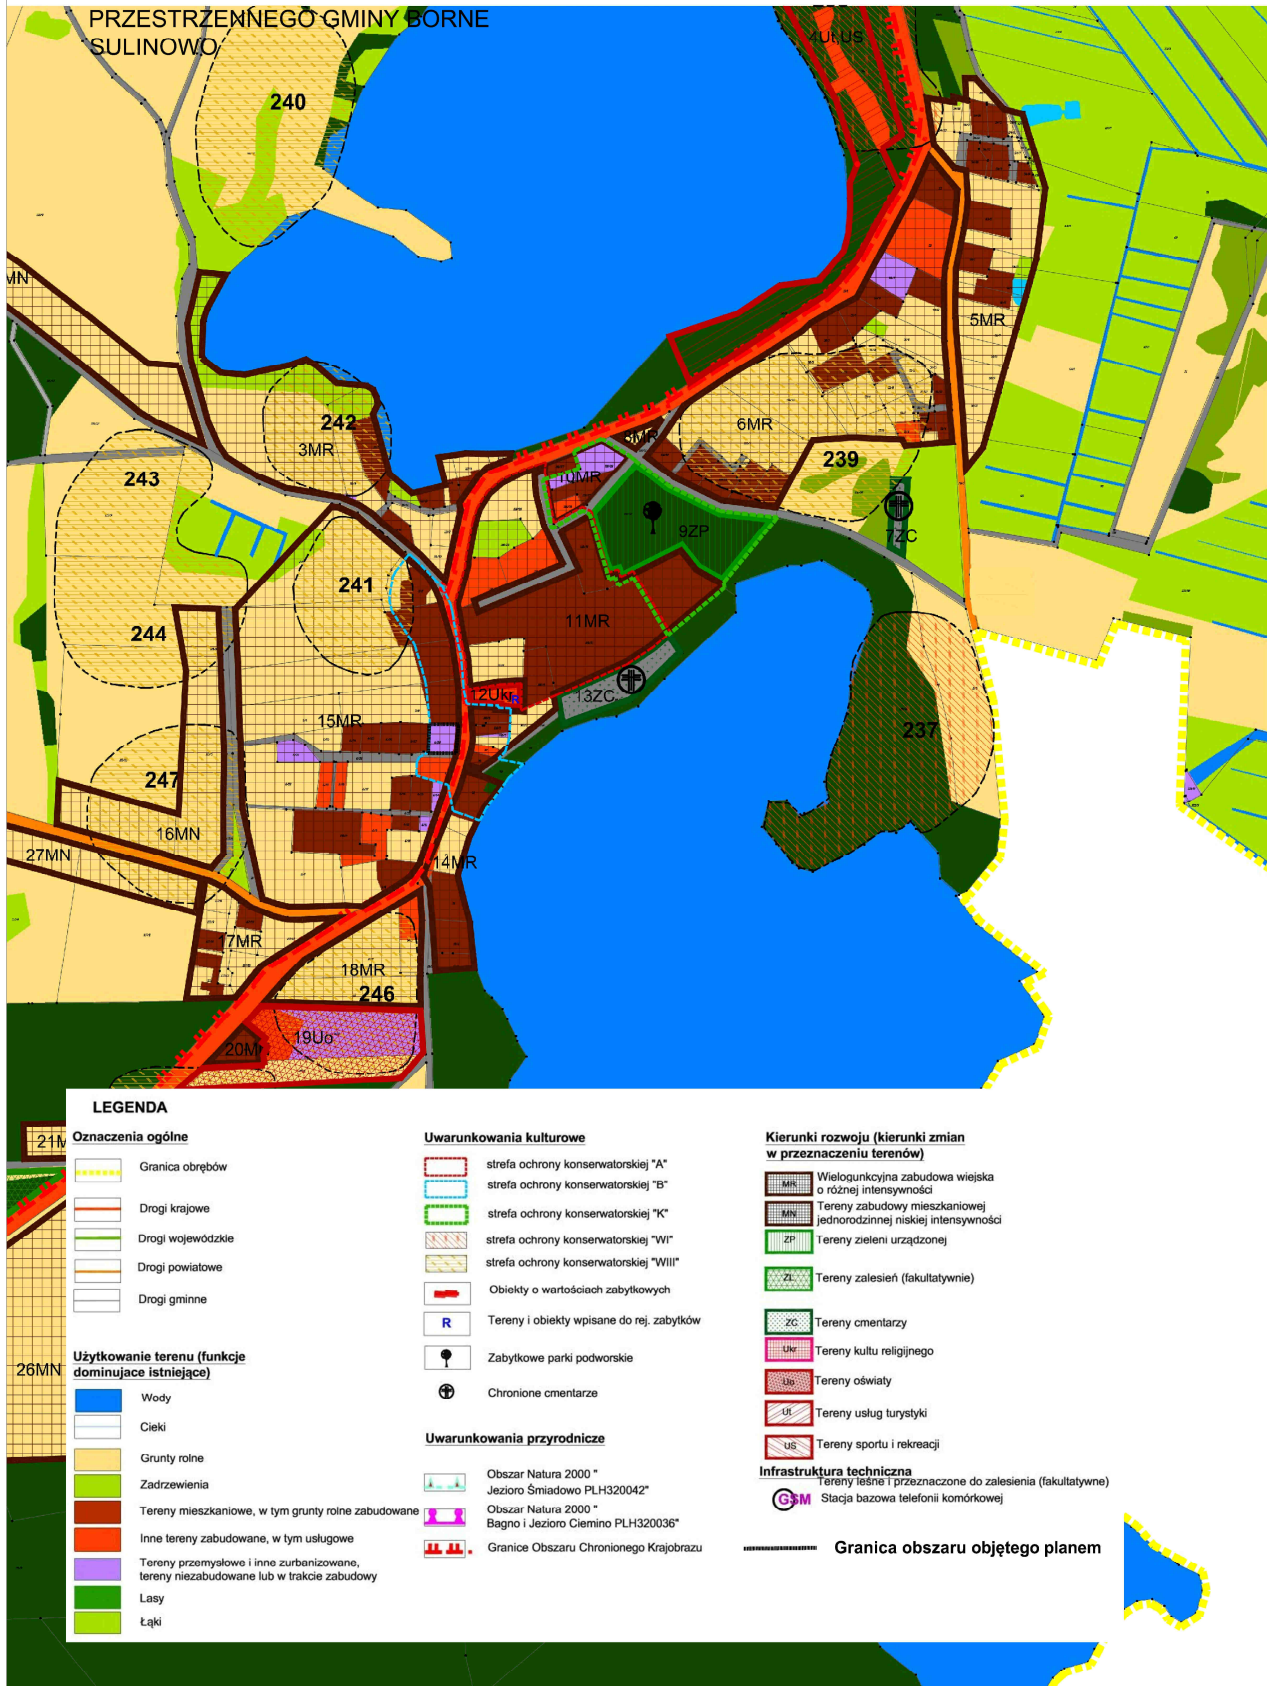 PRZESTRZENNEGO GMINY BORNE
SULINOWO
4Ut,US
240
MN
5MR
242
3MR
8MR
6MR
243
239
10MR
9ZP
7ZC
241
244
11MR
12Ukr
R
13ZC
15MR
237
247
16MN
27MN
14MR
17MR
18MR
246
19Uo
20M
21M
26MN
LEGENDA
Oznaczenia ogólne
Granica obrębów
Drogi krajowe
Drogi wojewódzkie
Drogi powiatowe
Drogi gminne
Użytkowanie terenu (funkcje
dominujace istniejące)
Wody
Cieki
Grunty rolne
Zadrzewienia
Tereny mieszkaniowe, w tym grunty rolne zabudowane
Inne tereny zabudowane, w tym usługowe
Tereny przemysłowe i inne zurbanizowane,
tereny niezabudowane lub w trakcie zabudowy
Lasy
Łąki
Uwarunkowania kulturowe
strefa ochrony konserwatorskiej "A"
strefa ochrony konserwatorskiej "B"
strefa ochrony konserwatorskiej "K"
strefa ochrony konserwatorskiej "WI"
strefa ochrony konserwatorskiej "WIII"
Obiekty o wartościach zabytkowych
R Tereny i obiekty wpisane do rej. zabytków
Zabytkowe parki podworskie
Chronione cmentarze
Uwarunkowania przyrodnicze
Obszar Natura 2000 "
Jezioro Śmiadowo PLH320042"
Obszar Natura 2000 "
Bagno i Jezioro Ciemino PLH320036"
Granice Obszaru Chronionego Krajobrazu
Kierunki rozwoju (kierunki zmian
w przeznaczeniu terenów)
MR Wielogunkcyjna zabudowa wiejska
o różnej intensywności
MN Tereny zabudowy mieszkaniowej
jednorodzinnej niskiej intensywności
ZP Tereny zieleni urządzonej
ZL Tereny zalesień (fakultatywnie)
ZC Tereny cmentarzy
Ukr Tereny kultu religijnego
Uo Tereny oświaty
Ut Tereny usług turystyki
US Tereny sportu i rekreacji
Infrastruktura techniczna
Tereny leśne i przeznaczone do zalesienia (fakultatywne)
GSM Stacja bazowa telefonii komórkowej
Granica obszaru objętego planem